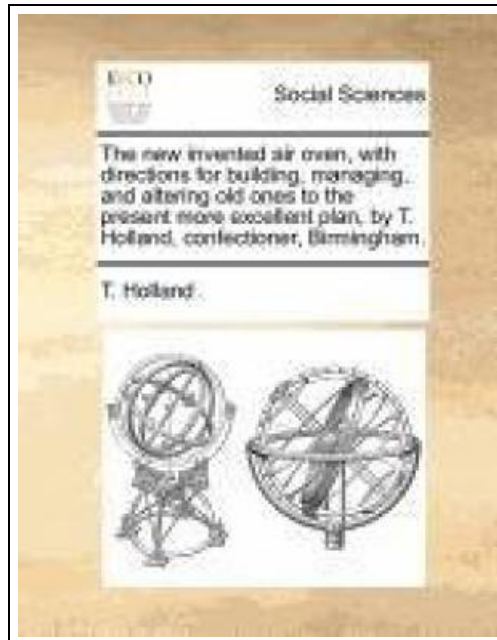 ECCO
Social Sciences
The new invented air oven, with
directions for building, managing,
and altering old ones to the
present more excellent plan, by T.
Holland, confectioner, Birmingham.
T. Holland.